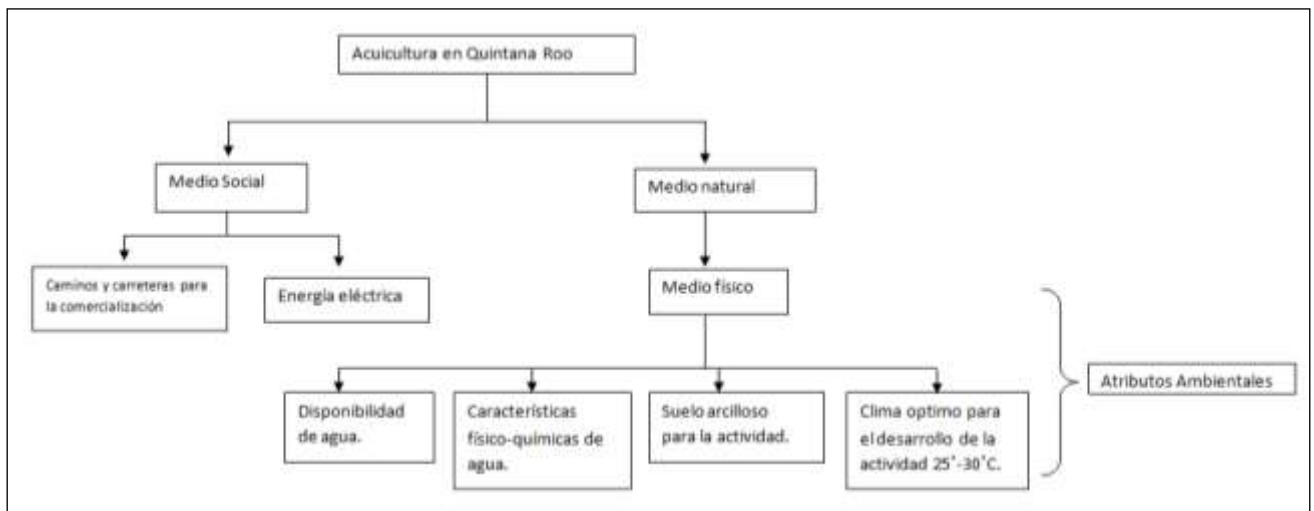 Acuicultura en Quintana Roo
Medio Social
Medio natural
Caminos y carreteras para
la comercialización
Energía eléctrica
Medio físico
Atributos Ambientales
Disponibilidad
de agua.
Características
físico-químicas de
agua.
Suelo arcilloso
para la actividad.
Clima optimo para
el desarrollo de la
actividad 25°-30°C.